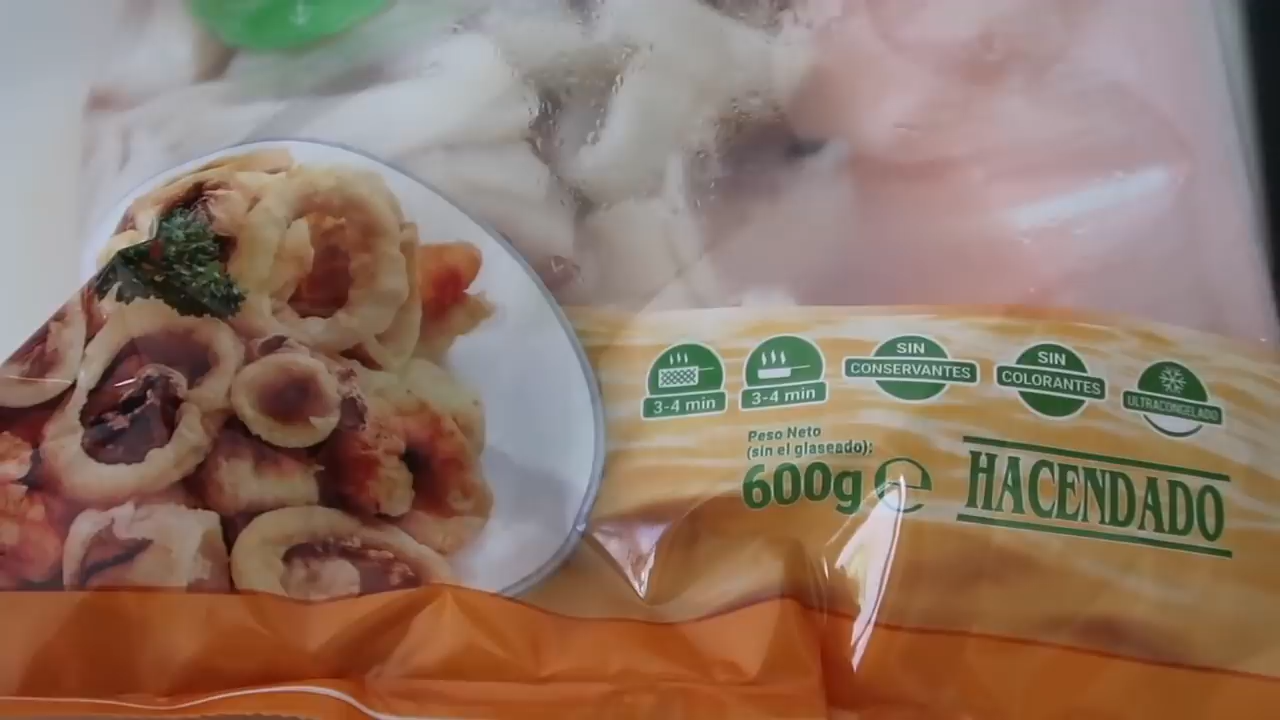 3-4 min
3-4 min
SIN
CONSERVANTES
SIN
COLORANTES
ULTRACONGELADO
Peso Neto
(sin el glaseado):
600g e
HACENDADO